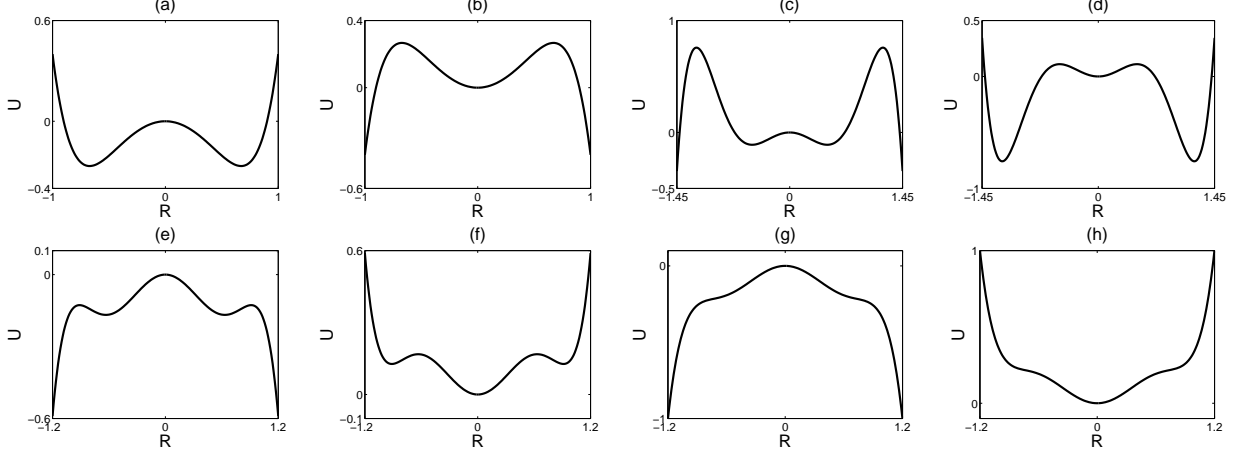 (a) (b) (c) (d)
0.6 0.4 1 0.5
U 0 U 0 U 0 U 0
−0.4 −0.6 −0.5 −1
−1 0 1 −1 0 1 −1.45 0 1.45 −1.45 0 1.45
R R R R
(e) (f) (g) (h)
0.1 0.6 1
0 0
U U U U
0 0
−0.6 −0.1 −1
−1.2 0 1.2 −1.2 0 1.2 −1.2 0 1.2 −1.2 0 1.2
R R R R